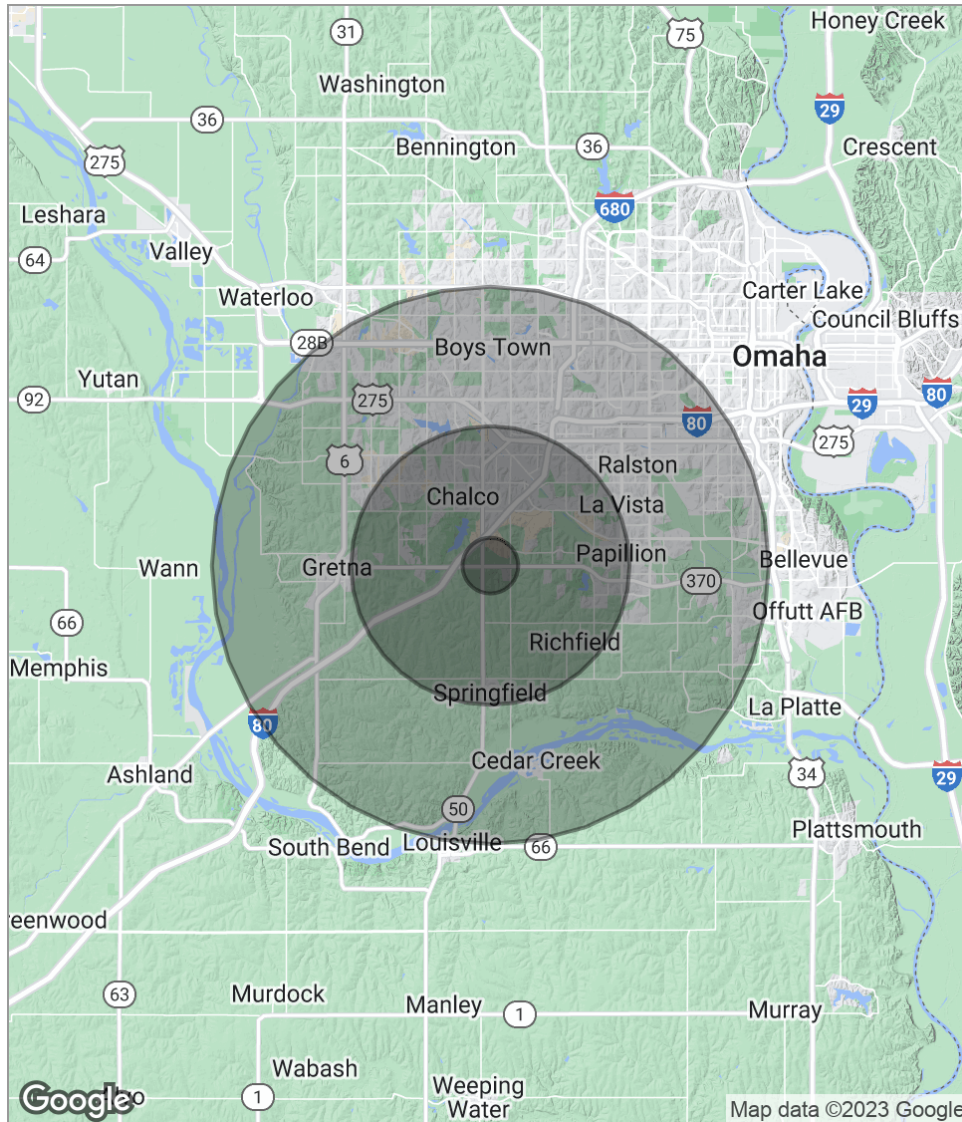 Honey Creek
31
75
Washington
29
36
Bennington
36
Crescent
275
680
Leshara
64
Valley
Carter Lake
Waterloo
Council Bluffs
28B
Boys Town
Omaha
Yutan
92
275
80
29
80
275
6
Ralston
Chalco
La Vista
Papillion
Bellevue
Wann
Gretna
370
Offutt AFB
66
Richfield
Memphis
Springfield
La Platte
80
Cedar Creek
Ashland
34
29
50
Plattsmouth
Louisville
South Bend
66
reenwood
63
Murdock
Manley
1
Murray
Wabash
Weeping
Water
1
Google
Map data ©2023 Google